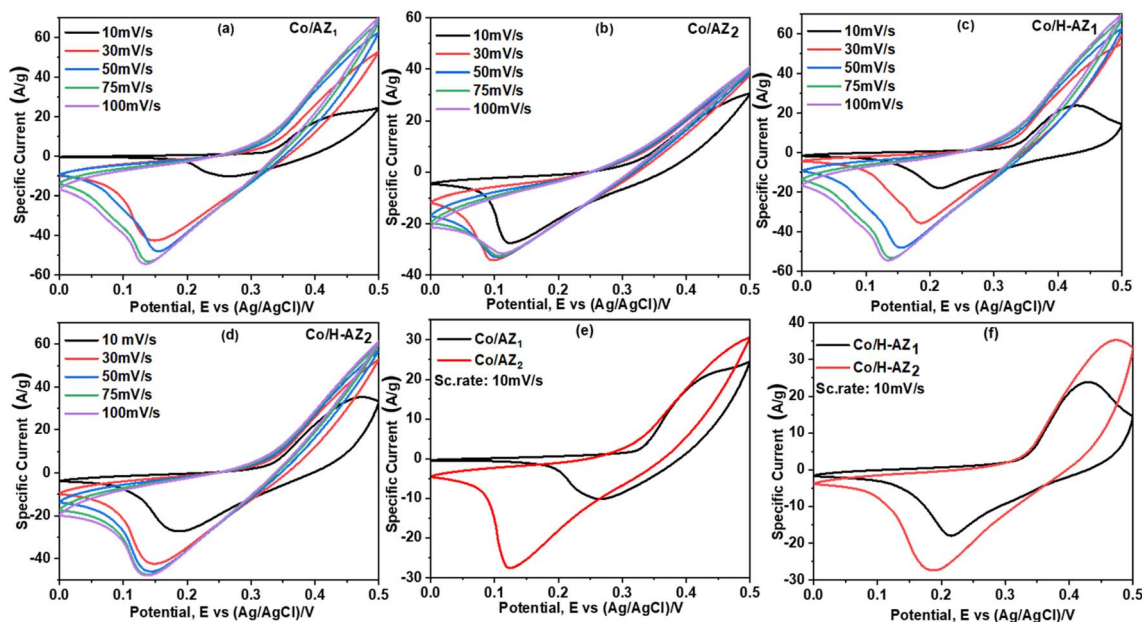 (a)
Co/AZ₁
10mV/s
30mV/s
50mV/s
75mV/s
100mV/s
Specific Current (A/g)
60
40
20
0
-20
-40
-60
0.0 0.1 0.2 0.3 0.4 0.5
Potential, E vs (Ag/AgCl)/V
(b)
Co/AZ2
10mV/s
30mV/s
50mV/s
75mV/s
100mV/s
Specific Current (A/g)
60
40
20
0
-20
-40
0.0 0.1 0.2 0.3 0.4 0.5
Potential, E vs (Ag/AgCl)/V
(c)
Co/H-AZ1
10mV/s
30mV/s
50mV/s
75mV/s
100mV/s
Specific Current (A/g)
60
40
20
0
-20
-40
-60
0.0 0.1 0.2 0.3 0.4 0.5
Potential, E vs (Ag/AgCl)/V
(d)
Co/H-AZ2
10 mV/s
30mV/s
50mV/s
75mV/s
100mV/s
Specific Current (A/g)
60
40
20
0
-20
-40
0.0 0.1 0.2 0.3 0.4 0.5
Potential, E vs (Ag/AgCl)/V
(e)
Co/AZ1
Co/AZ2
Sc.rate: 10mV/s
Specific Current (A/g)
30
20
10
0
-10
-20
-30
0.0 0.1 0.2 0.3 0.4 0.5
Potential, E vs (Ag/AgCl)/V
(f)
Co/H-AZ1
Co/H-AZ2
Sc.rate: 10mV/s
Specific Current (A/g)
40
30
20
10
0
-10
-20
-30
0.0 0.1 0.2 0.3 0.4 0.5
Potential, E vs (Ag/AgCl)/V